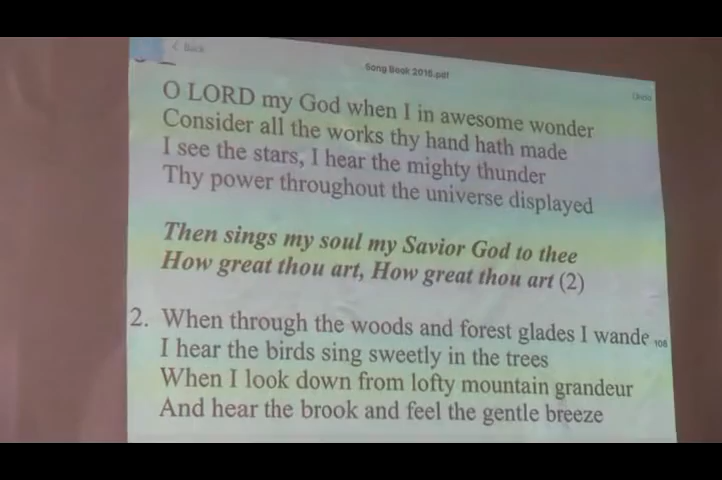 < Back
Song Book 2015.pdf
O LORD my God when I in awesome wonder
Consider all the works thy hand hath made
I see the stars, I hear the mighty thunder
Thy power throughout the universe displayed
Then sings my soul my Savior God to thee
How great thou art, How great thou art (2)
2. When through the woods and forest glades I wande
I hear the birds sing sweetly in the trees
When I look down from lofty mountain grandeur
And hear the brook and feel the gentle breeze